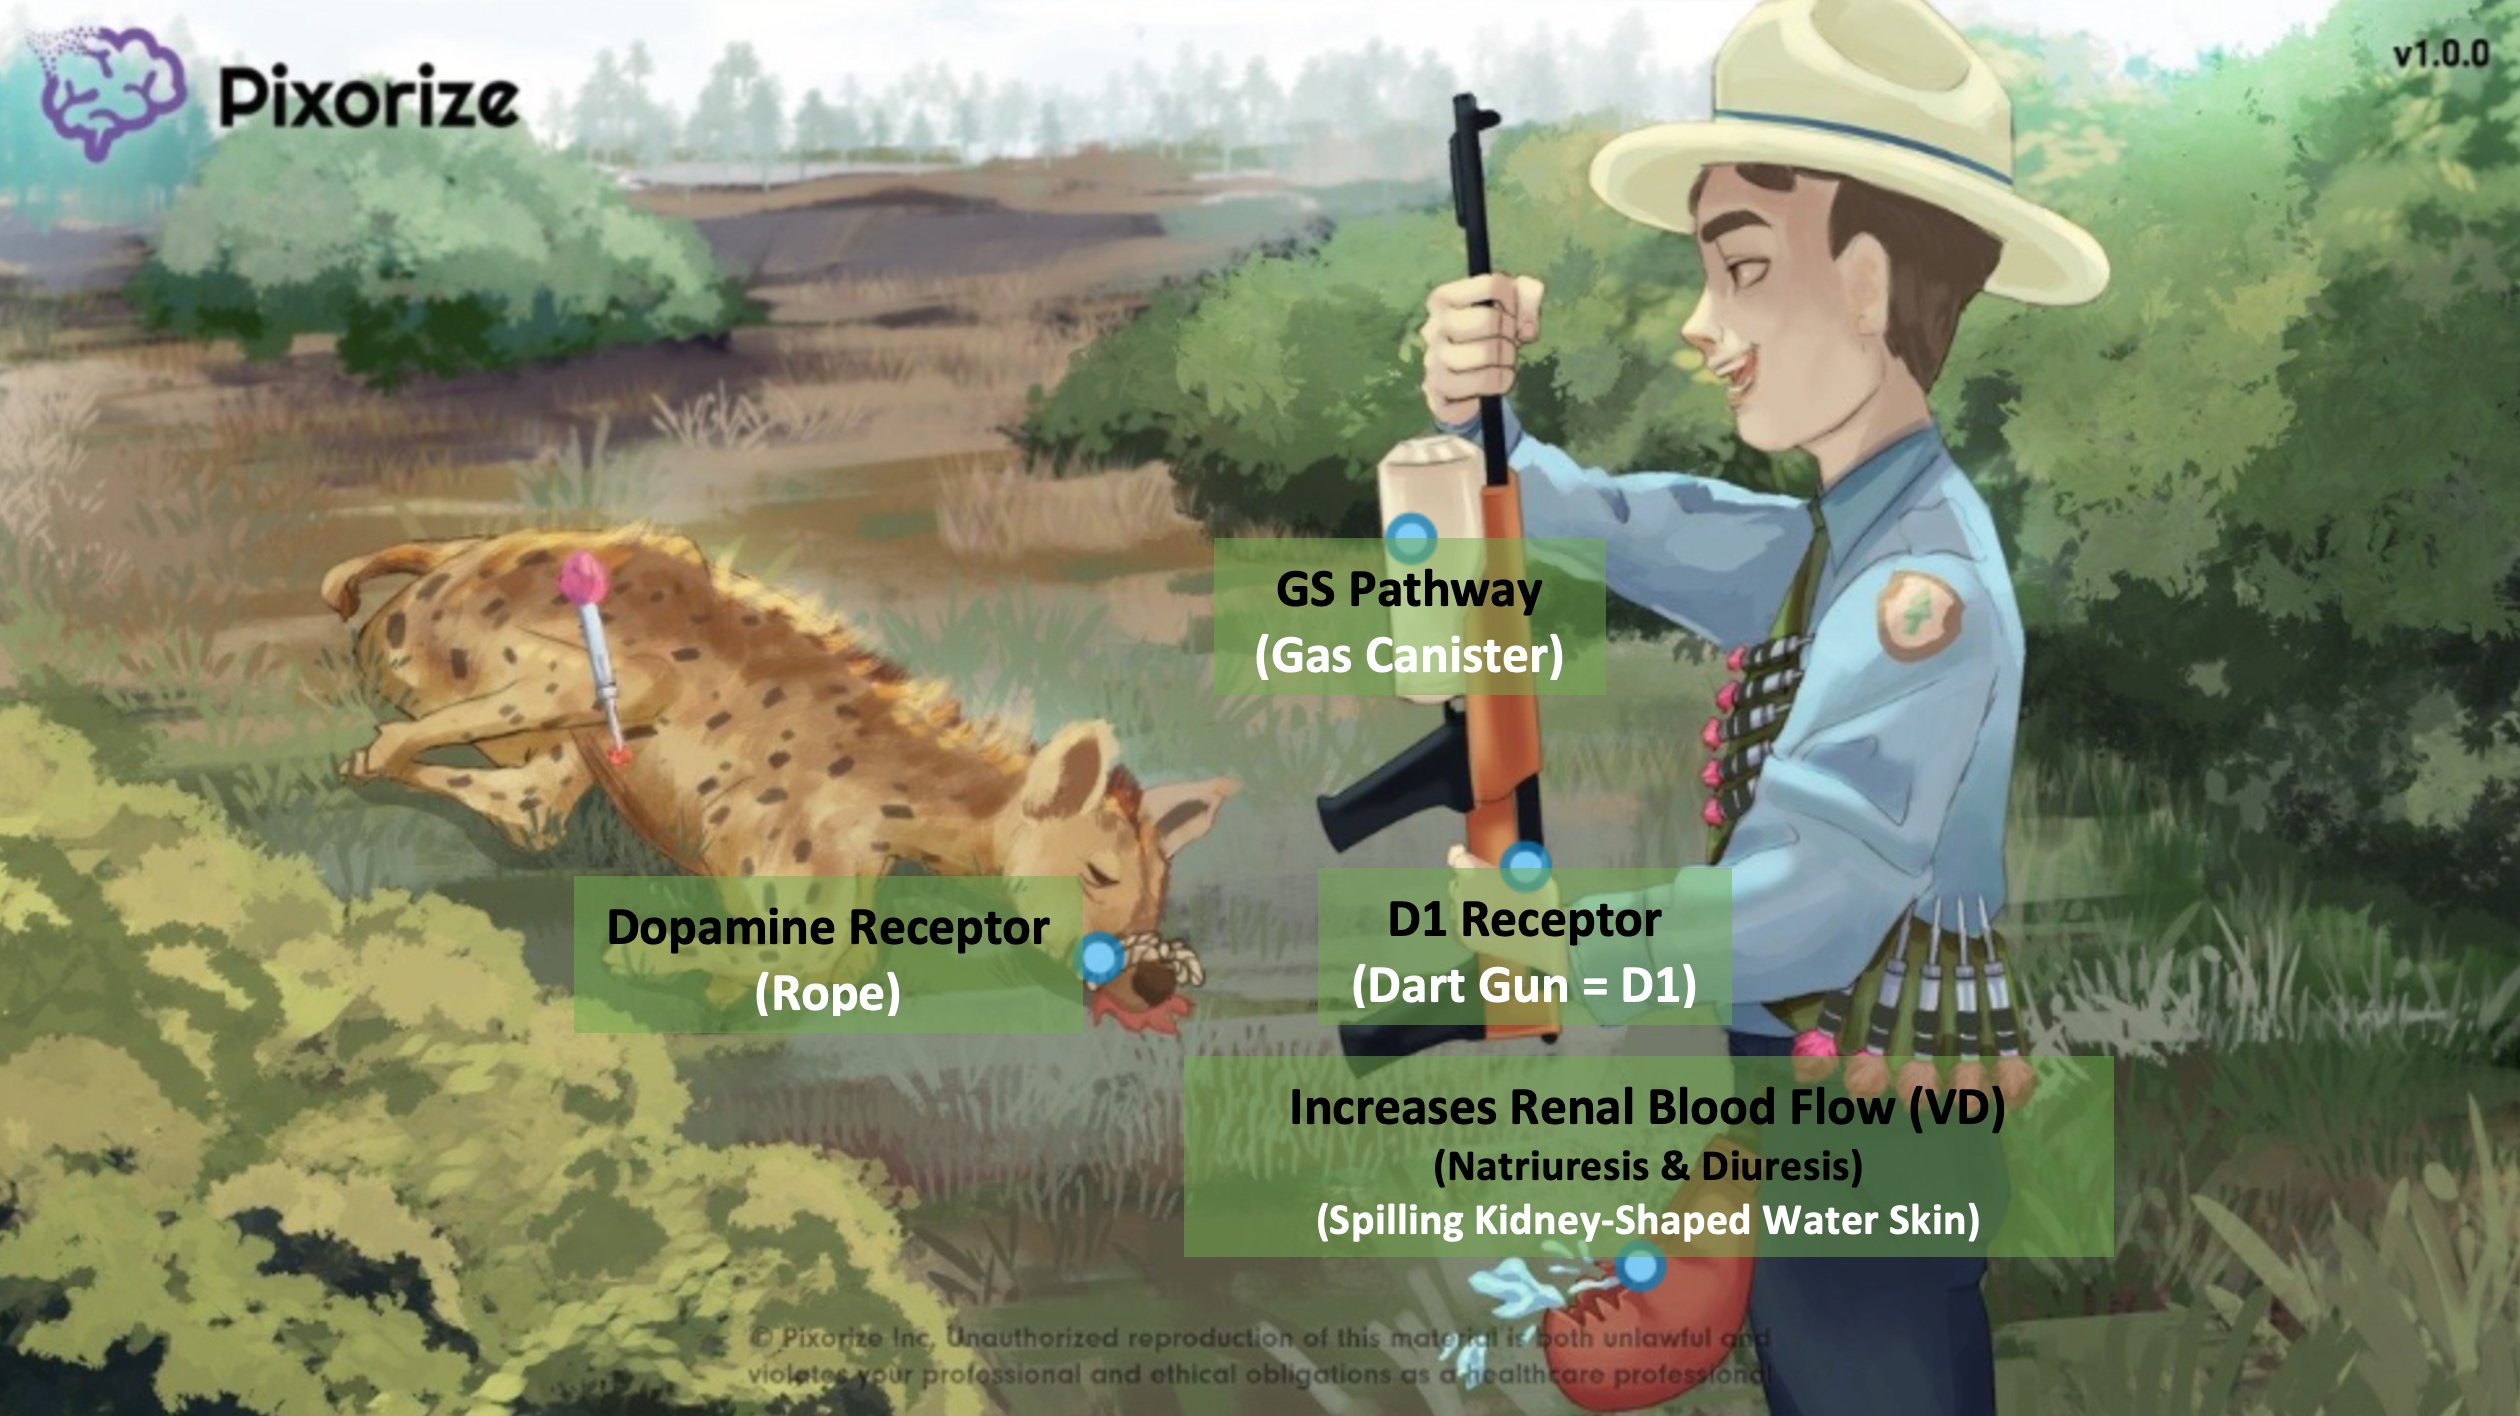 Pixorize
v1.0.0
GS Pathway
(Gas Canister)
Dopamine Receptor
(Rope)
D1 Receptor
(Dart Gun = D1)
Increases Renal Blood Flow (VD)
(Natriuresis & Diuresis)
(Spilling Kidney-Shaped Water Skin)
© Pixorize Inc, Unauthorized reproduction of this material is both unlawful and
violates your professional and ethical obligations as a healthcare professional